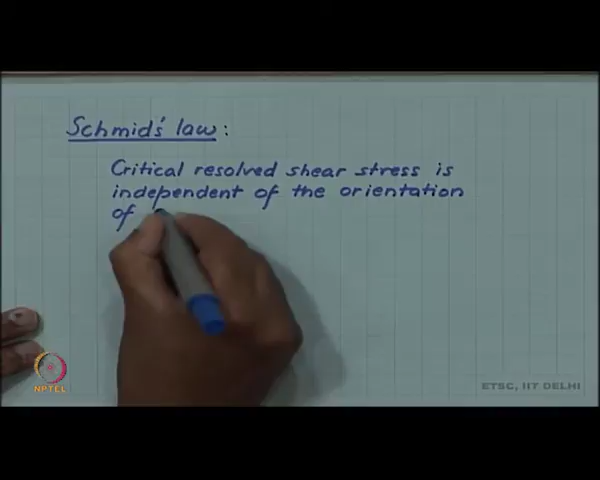 Schmid's law:
Critical resolved shear stress is
independent of the orientation
of
NPTEL
ETSC, IIT DELHI